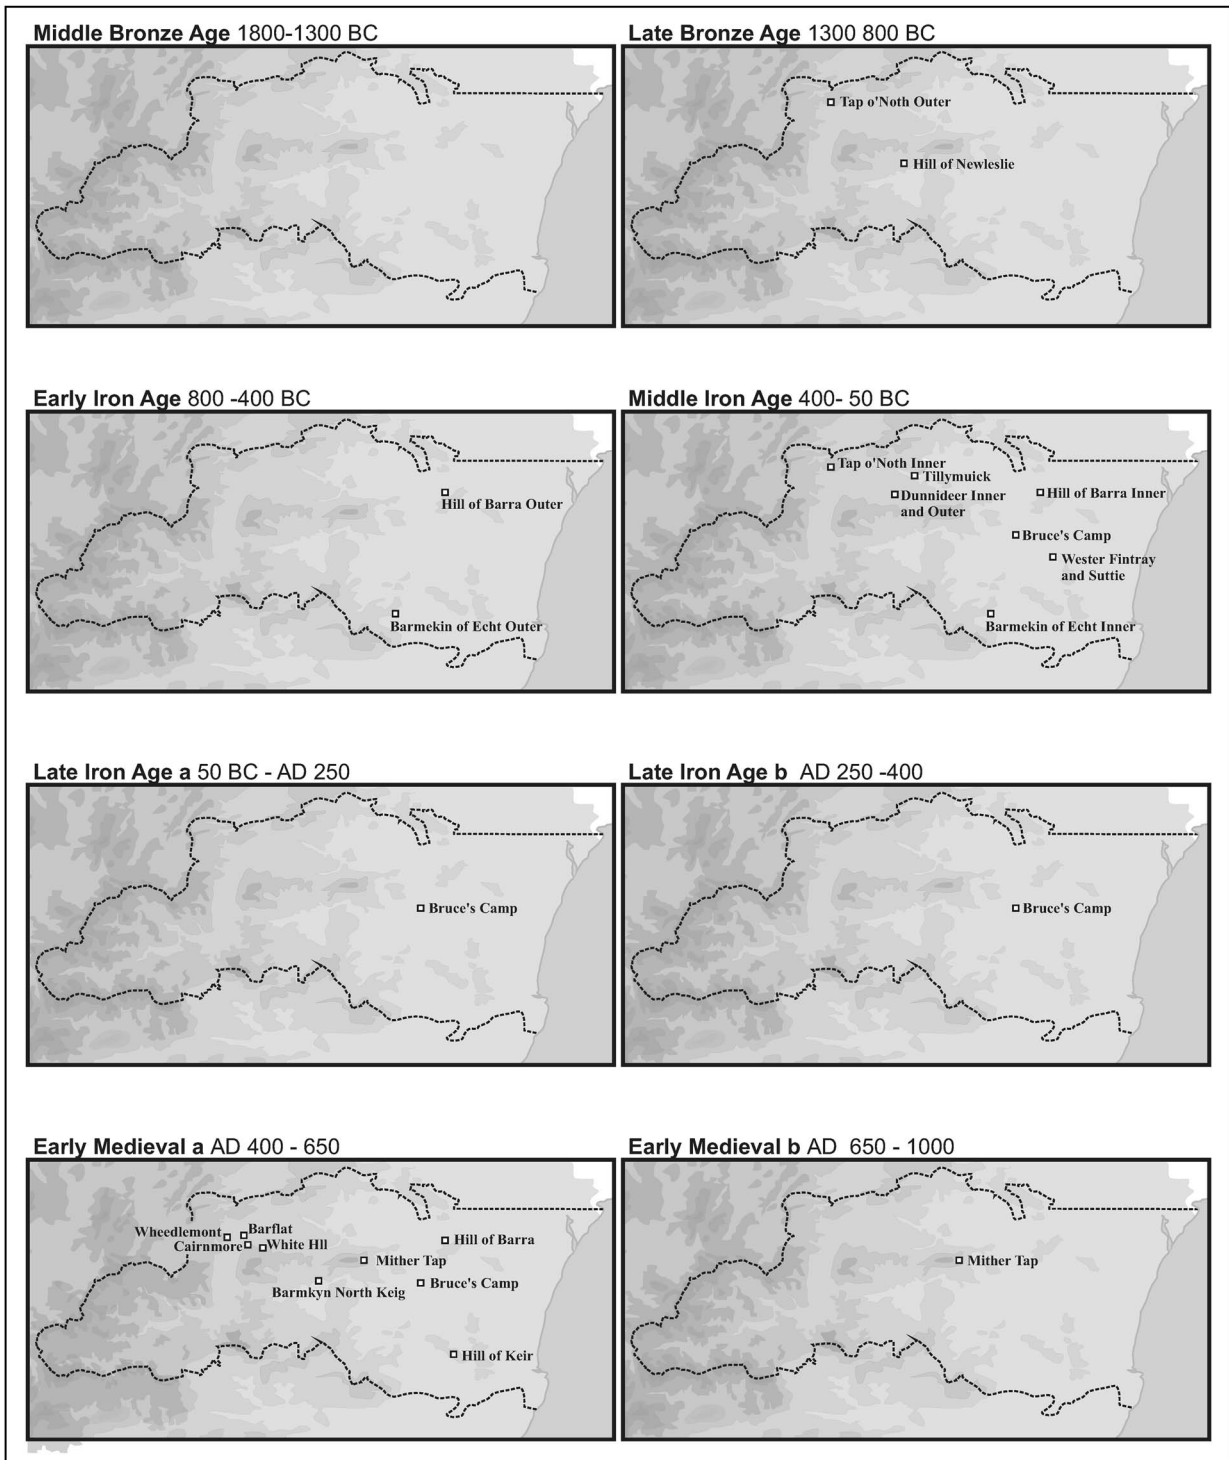 Middle Bronze Age 1800-1300 BC
Late Bronze Age 1300 800 BC
Tap o'Noth Outer
Hill of Newleslie
Early Iron Age 800 -400 BC
Hill of Barra Outer
Barmekin of Echt Outer
Middle Iron Age 400- 50 BC
Tap o'Noth Inner
Tillymuick
Dunnideer Inner
and Outer
Hill of Barra Inner
Bruce's Camp
Wester Fintray
and Suttie
Barmekin of Echt Inner
Late Iron Age a 50 BC - AD 250
Bruce's Camp
Late Iron Age b AD 250 -400
Bruce's Camp
Early Medieval a AD 400 - 650
Wheedlemont
Barflat
Cairnmore
White Hll
Hill of Barra
Mither Tap
Barmkyn North Keig
Bruce's Camp
Hill of Keir
Early Medieval b AD 650 - 1000
Mither Tap